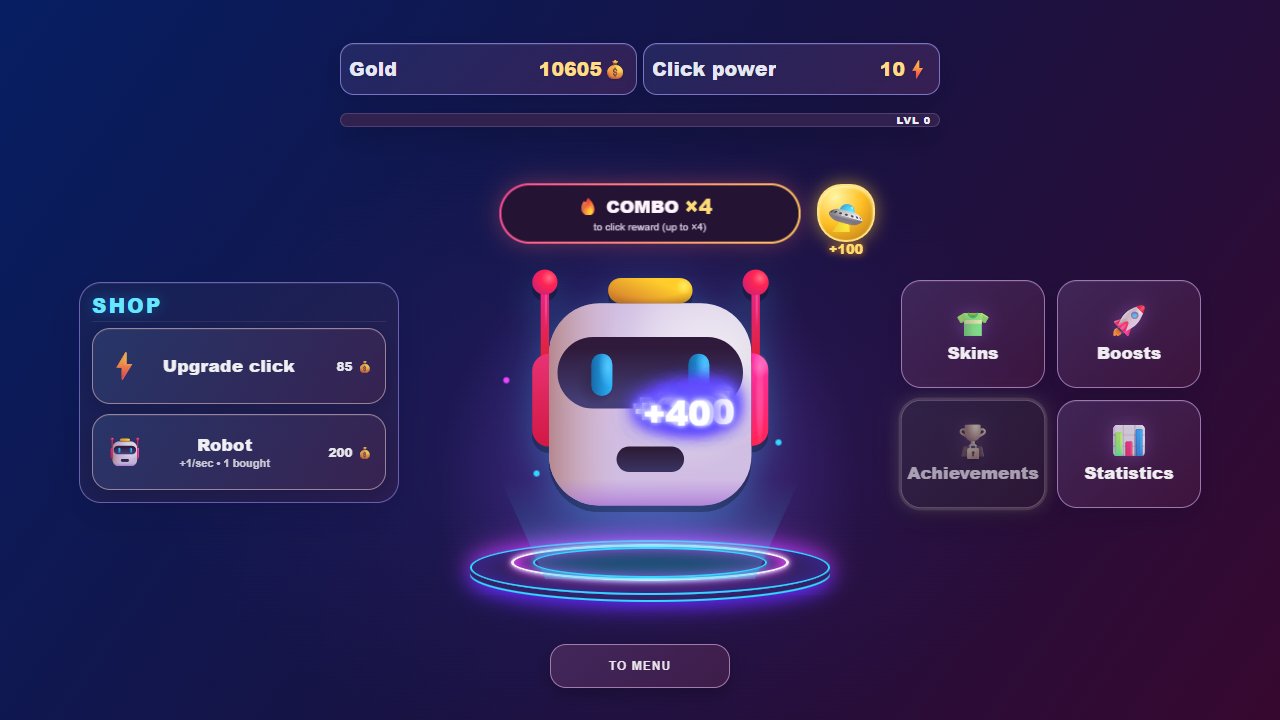 Gold 10605
Click power 10
LVL 0
COMBO ×4
to click reward (up to ×4)
+100
SHOP
Upgrade click 85
Robot
+1/sec • 1 bought
200
+400
Skins
Boosts
Achievements
Statistics
TO MENU